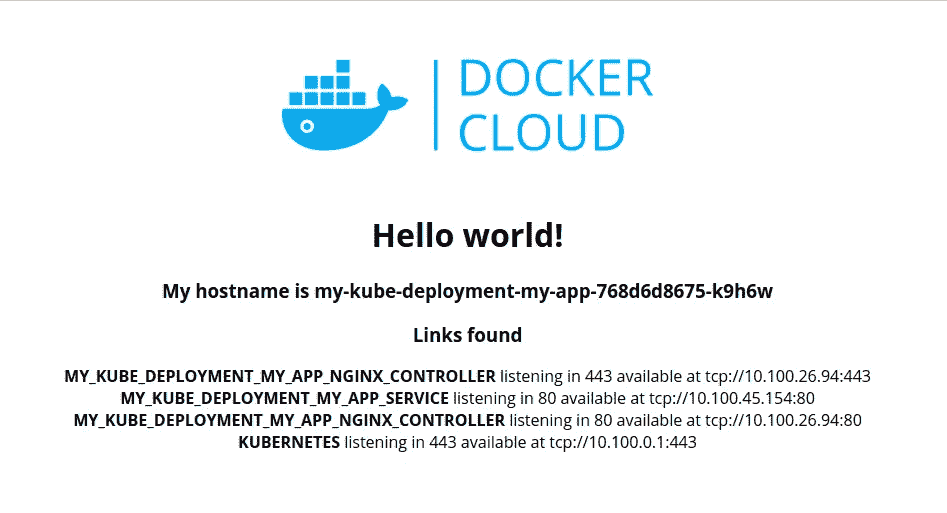 DOCKER
CLOUD
Hello world!
My hostname is my-kube-deployment-my-app-768d6d8675-k9h6w
Links found
MY_KUBE_DEPLOYMENT_MY_APP_NGINX_CONTROLLER listening in 443 available at tcp://10.100.26.94:443
MY_KUBE_DEPLOYMENT_MY_APP_SERVICE listening in 80 available at tcp://10.100.45.154:80
MY_KUBE_DEPLOYMENT_MY_APP_NGINX_CONTROLLER listening in 80 available at tcp://10.100.26.94:80
KUBERNETES listening in 443 available at tcp://10.100.0.1:443